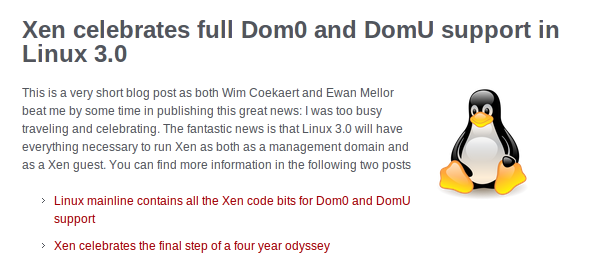 Xen celebrates full Dom0 and DomU support in
Linux 3.0
This is a very short blog post as both Wim Coekaert and Ewan Mellor
beat me by some time in publishing this great news: I was too busy
traveling and celebrating. The fantastic news is that Linux 3.0 will have
everything necessary to run Xen as both as a management domain and
as a Xen guest. You can find more information in the following two posts
Linux mainline contains all the Xen code bits for Dom0 and DomU
support
Xen celebrates the final step of a four year odyssey